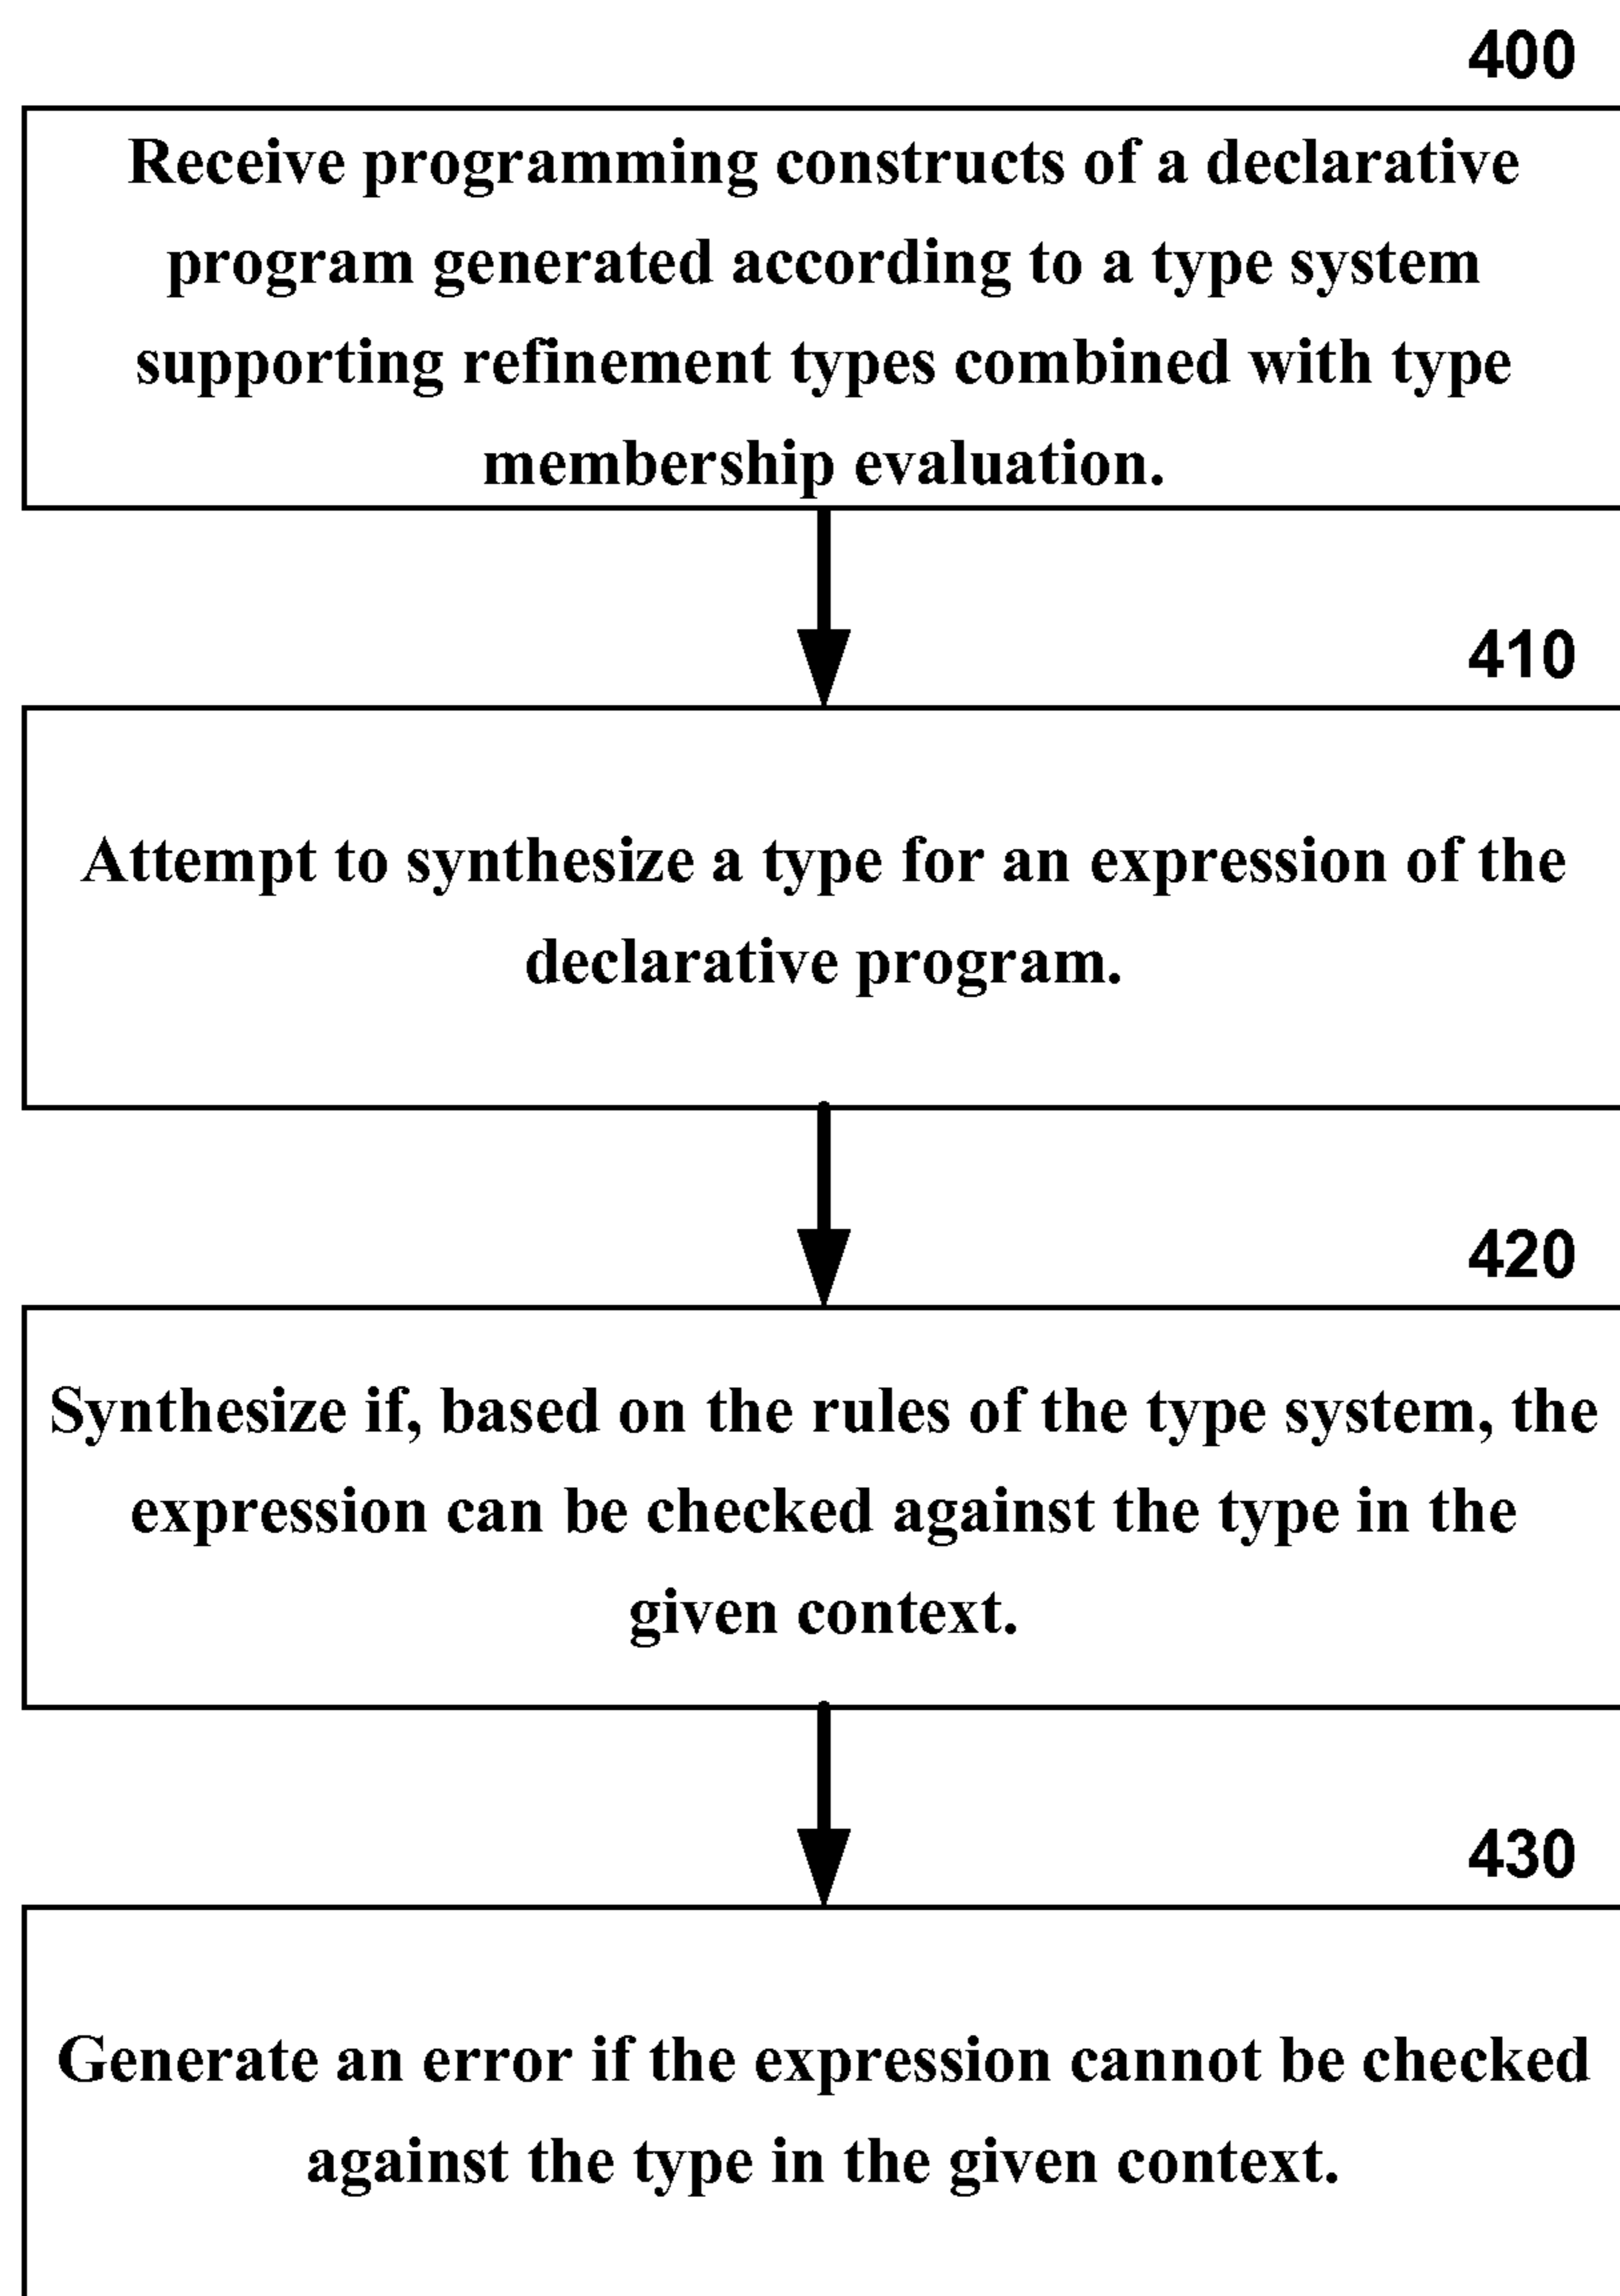 400
Receive programming constructs of a declarative
program generated according to a type system
supporting refinement types combined with type
membership evaluation.
410
Attempt to synthesize a type for an expression of the
declarative program.
420
Synthesize if, based on the rules of the type system, the
expression can be checked against the type in the
given context.
430
Generate an error if the expression cannot be checked
against the type in the given context.